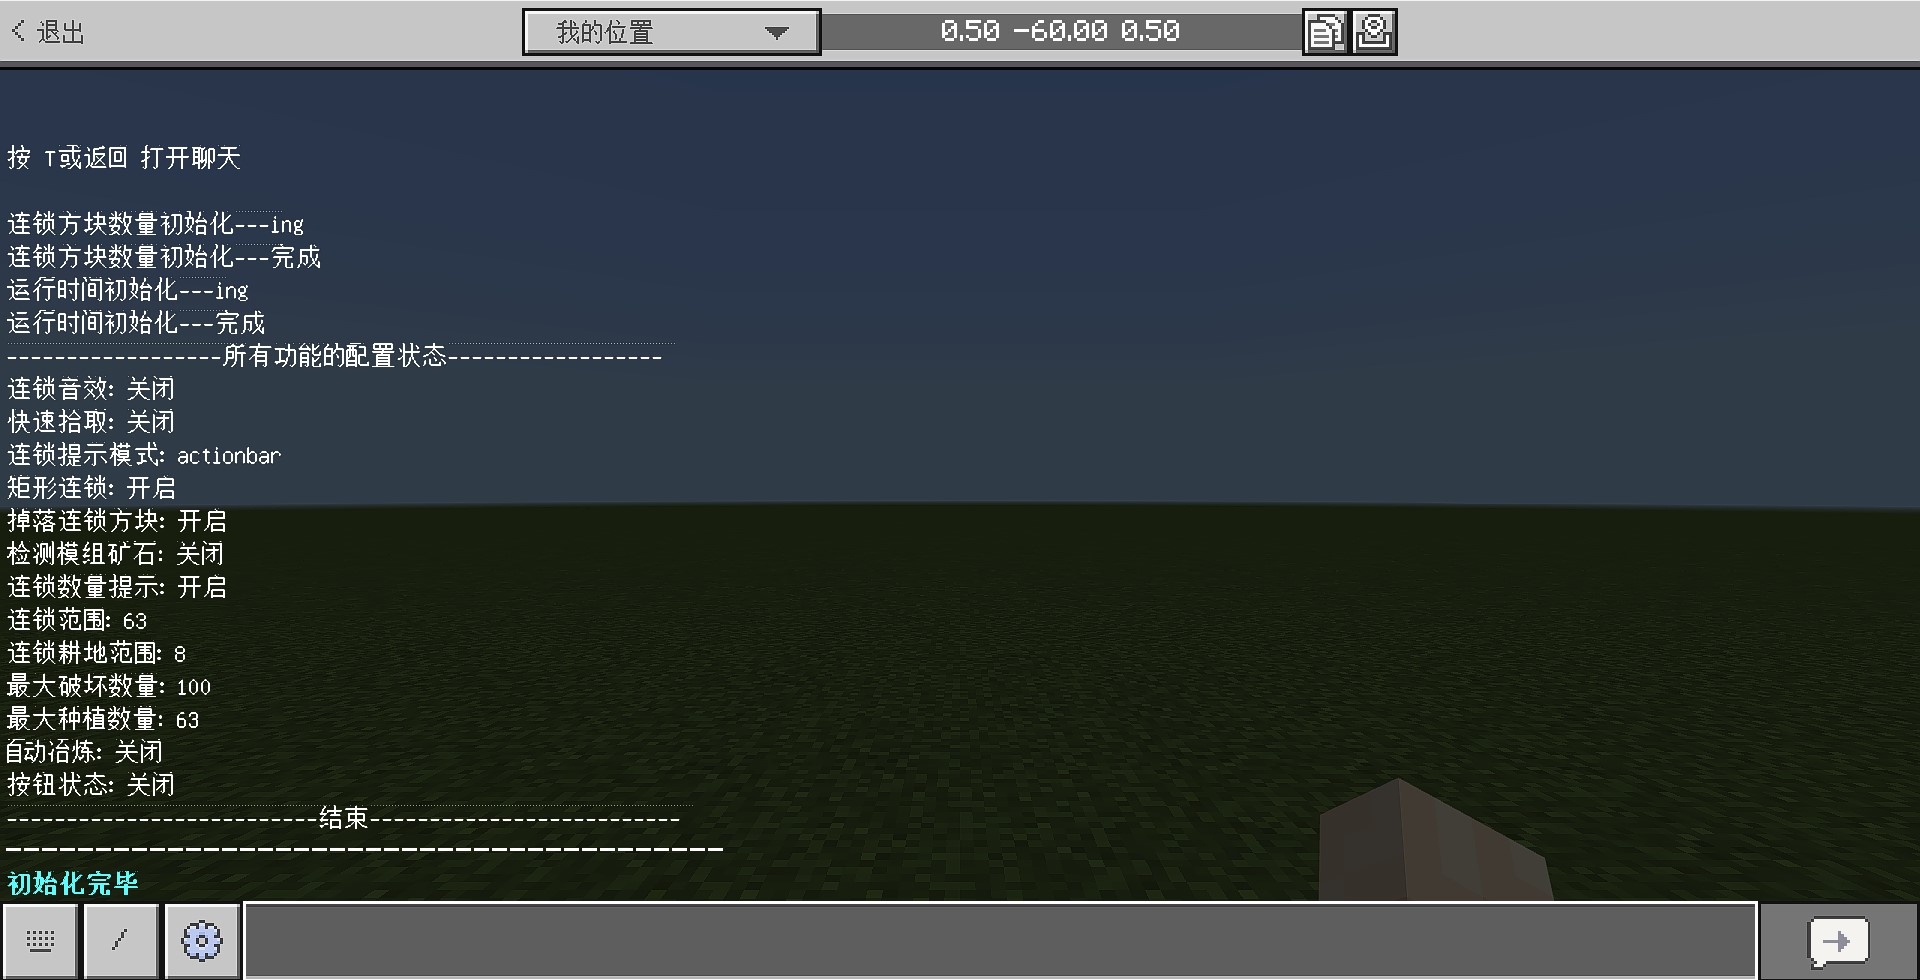 退出
我的位置
0.50 -60.00 0.50
按 T或返回 打开聊天
连锁方块数量初始化---ing
连锁方块数量初始化---完成
运行时间初始化---ing
运行时间初始化---完成
------------------所有功能的配置状态------------------
连锁音效: 关闭
快速拾取: 关闭
连锁提示模式: actionbar
矩形连锁: 开启
掉落连锁方块: 开启
检测模组矿石: 关闭
连锁数量提示: 开启
连锁范围: 63
连锁耕地范围: 8
最大破坏数量: 100
最大种植数量: 63
自动冶炼: 关闭
按钮状态: 关闭
--------------------------结束--------------------------
----------------------------------------
初始化完毕